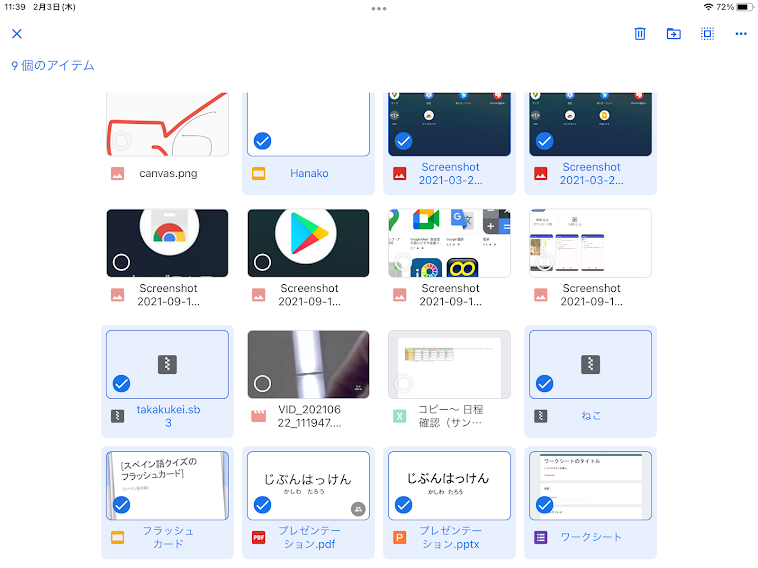 11:39 2月3日(木)
72%
9 個のアイテム
canvas.png
Hanako
Screenshot
2021-03-2...
Screenshot
2021-03-2...
Screenshot
2021-09-1...
Screenshot
2021-09-1...
Screenshot
2021-09-1...
Screenshot
2021-09-1...
takakukei.sb
3
VID_202106
22_111947....
コピー〜 日程
確認（サン…
ねこ
[スペイン語クイズの
フラッシュカード]
フラッシュ
カード
じぶんはっけん
かしわ たろう
PDF
プレゼンテー
ション.pdf
じぶんはっけん
かしわ たろう
P
プレゼンテー
ション.pptx
ワークシートのタイトル
ワークシート